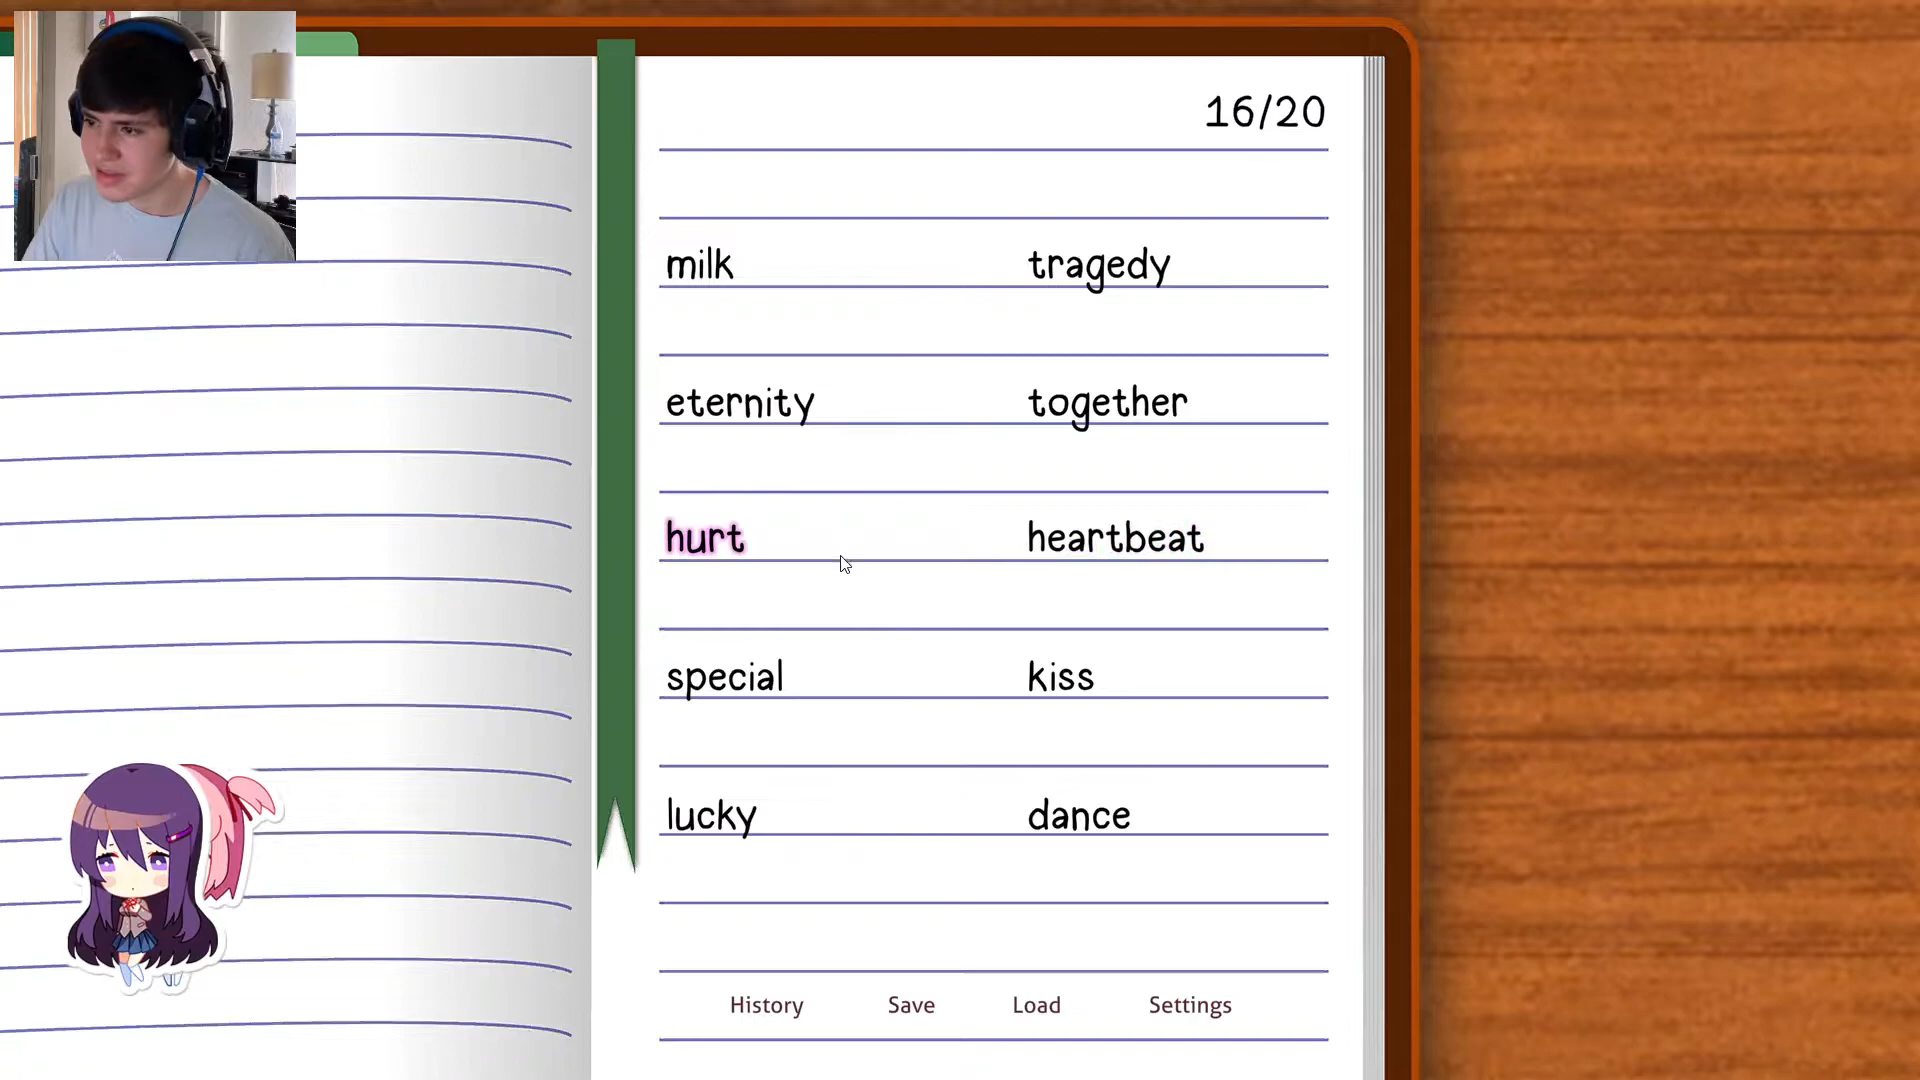 16/20
milk tragedy
eternity together
hurt heartbeat
special kiss
lucky dance
History Save Load Settings